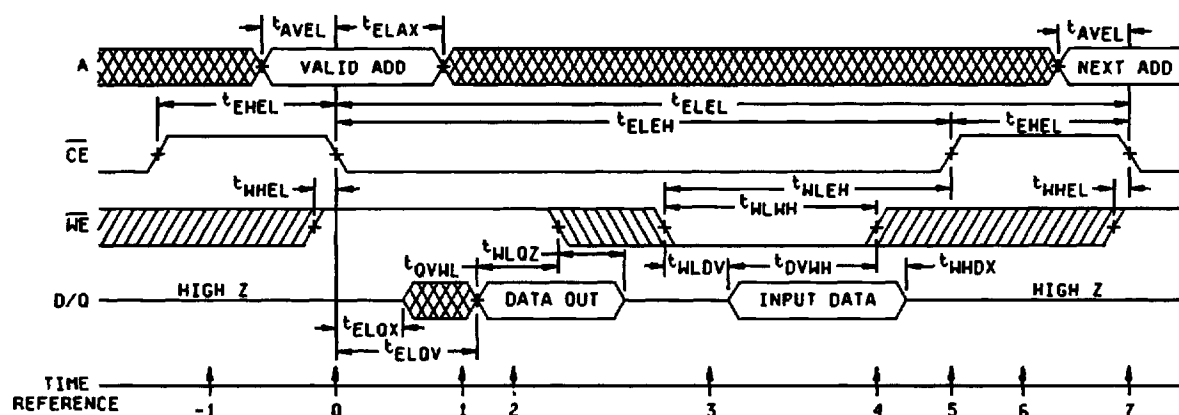 tAVEL tELAX tAVEL
A VALID ADD NEXT ADD
tEHEL tELEL
tELEH tEHEL
CE
tWHEL tWLEH tWHEL
tWLWH
WE
tWLQZ
tQVWL tWLDV tDVWH tWHDX
D/Q HIGH Z DATA OUT INPUT DATA HIGH Z
tELQX
tELQV
TIME
REFERENCE -1 0 1 2 3 4 5 6 7